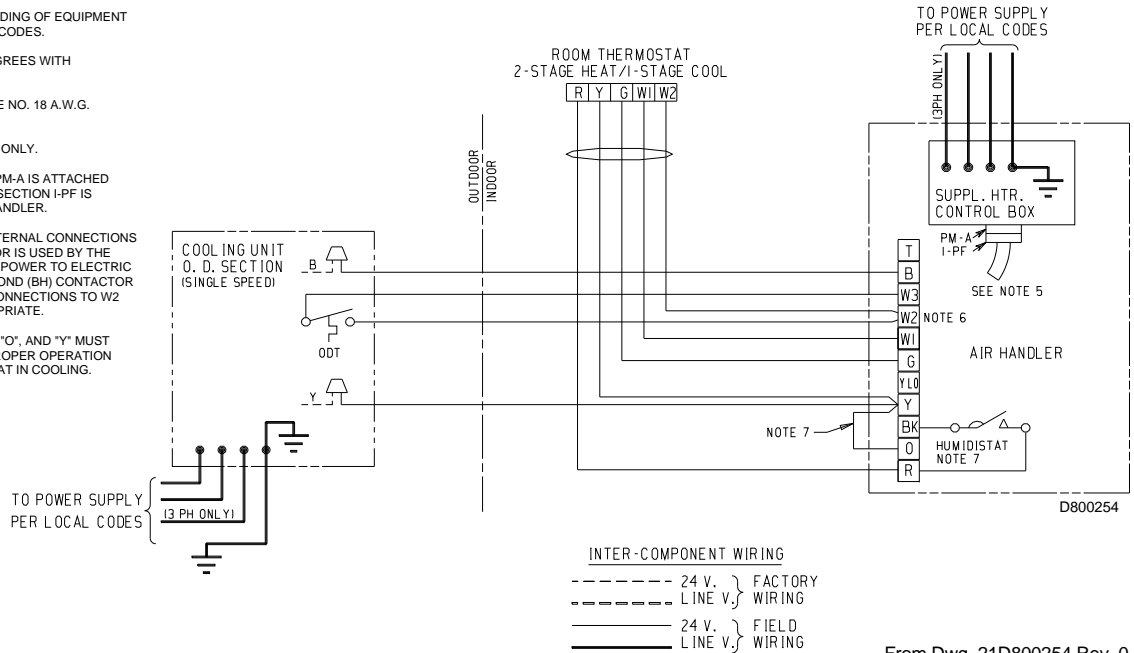 DING OF EQUIPMENT
CODES.
GREES WITH
E NO. 18 A.W.G.
ONLY.
PM-A IS ATTACHED
SECTION I-PF IS
ANDLER.
TERNAL CONNECTIONS
OR IS USED BY THE
POWER TO ELECTRIC
OND (BH) CONTACTOR
ONNECTIONS TO W2
PRIATE.
"O", AND "Y" MUST
ROPER OPERATION
AT IN COOLING.
TO POWER SUPPLY
PER LOCAL CODES
(3PH ONLY)
ROOM THERMOSTAT
2-STAGE HEAT/1-STAGE COOL
R Y G W1 W2
OUTDOOR
INDOOR
SUPPL. HTR.
CONTROL BOX
PM-A
I-PF
SEE NOTE 5
COOLING UNIT
O. D. SECTION
(SINGLE SPEED)
B
ODT
Y
T
B
W3
W2 NOTE 6
W1
G
YLO
Y
BK
O
R
AIR HANDLER
NOTE 7
HUMIDISTAT
NOTE 7
D800254
TO POWER SUPPLY
PER LOCAL CODES
(3 PH ONLY)
INTER-COMPONENT WIRING
24 V. FACTORY
LINE V. WIRING
24 V. FIELD
LINE V. WIRING
From Dwg. 21D800254 Rev. 0